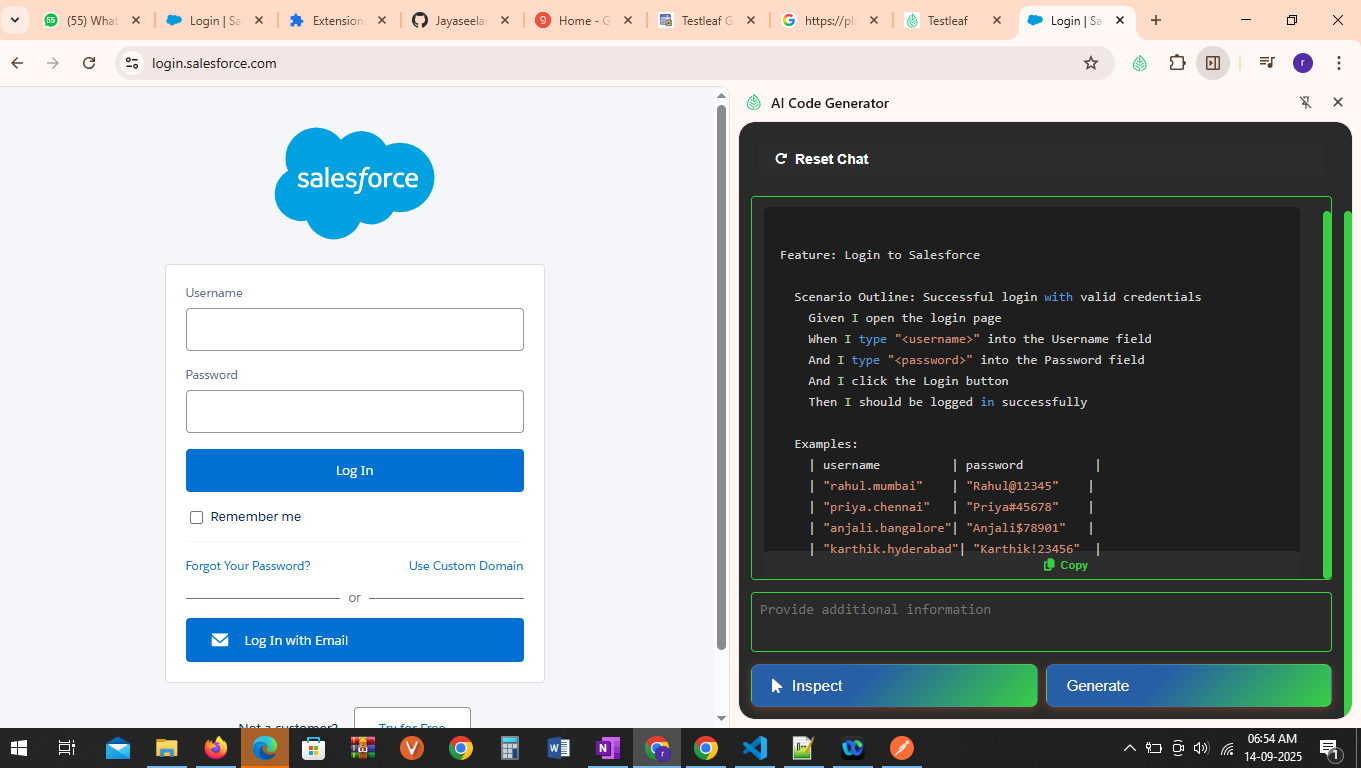 (55) What
Login | Sa
Extension
Jayaseela
Home - G
Testleaf G
https://pl
Testleaf
Login | Sa
login.salesforce.com
r
salesforce
Username
Password
Log In
Remember me
Forgot Your Password?
Use Custom Domain
or
Log In with Email
Not a customer?
Try for Free
AI Code Generator
Reset Chat
Feature: Login to Salesforce
Scenario Outline: Successful login with valid credentials
Given I open the login page
When I type "<username>" into the Username field
And I type "<password>" into the Password field
And I click the Login button
Then I should be logged in successfully
Examples:
| username | password |
| "rahul.mumbai" | "Rahul@12345" |
| "priya.chennai" | "Priya#45678" |
| "anjali.bangalore"| "Anjali$78901" |
| "karthik.hyderabad"| "Karthik!23456" |
Copy
Provide additional information
Inspect
Generate
06:54 AM
14-09-2025
1